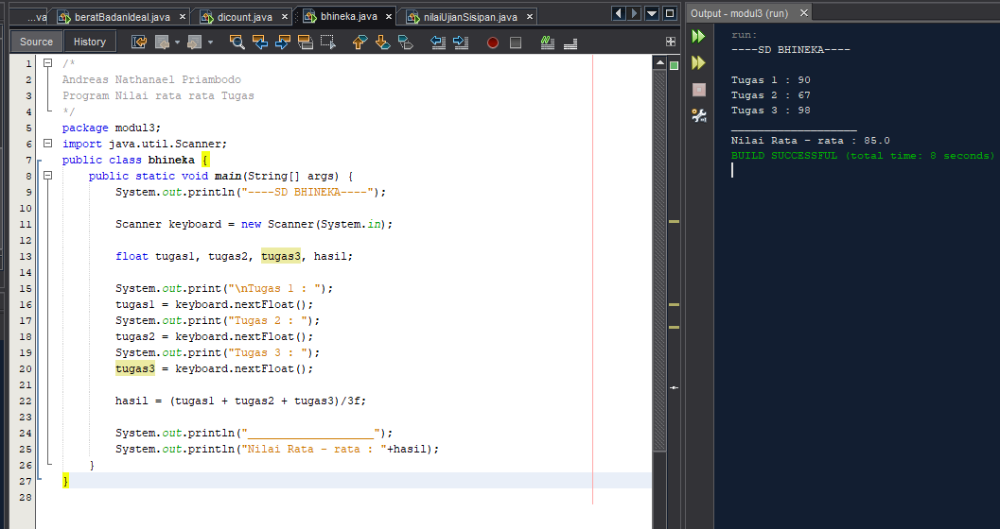 ...va
beratBadanIdeal.java
dicount.java
bhineka.java
nilaiUjianSisipan.java
Source
History
1 /*
2 Andreas Nathanael Priambodo
3 Program Nilai rata rata Tugas
4 */
5 package modul3;
6 import java.util.Scanner;
7 public class bhineka {
8 public static void main(String[] args) {
9 System.out.println("----SD BHINEKA----");
10
11 Scanner keyboard = new Scanner(System.in);
12
13 float tugas1, tugas2, tugas3, hasil;
14
15 System.out.print("\nTugas 1 : ");
16 tugas1 = keyboard.nextFloat();
17 System.out.print("Tugas 2 : ");
18 tugas2 = keyboard.nextFloat();
19 System.out.print("Tugas 3 : ");
20 tugas3 = keyboard.nextFloat();
21
22 hasil = (tugas1 + tugas2 + tugas3)/3f;
23
24 System.out.println("___________________");
25 System.out.println("Nilai Rata - rata : "+hasil);
26 }
27 }
28
Output - modul3 (run)
run:
----SD BHINEKA----
Tugas 1 : 90
Tugas 2 : 67
Tugas 3 : 98
___________________
Nilai Rata - rata : 85.0
BUILD SUCCESSFUL (total time: 8 seconds)